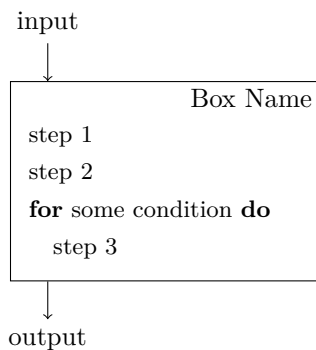 input
Box Name
step 1
step 2
for some condition do
step 3
output